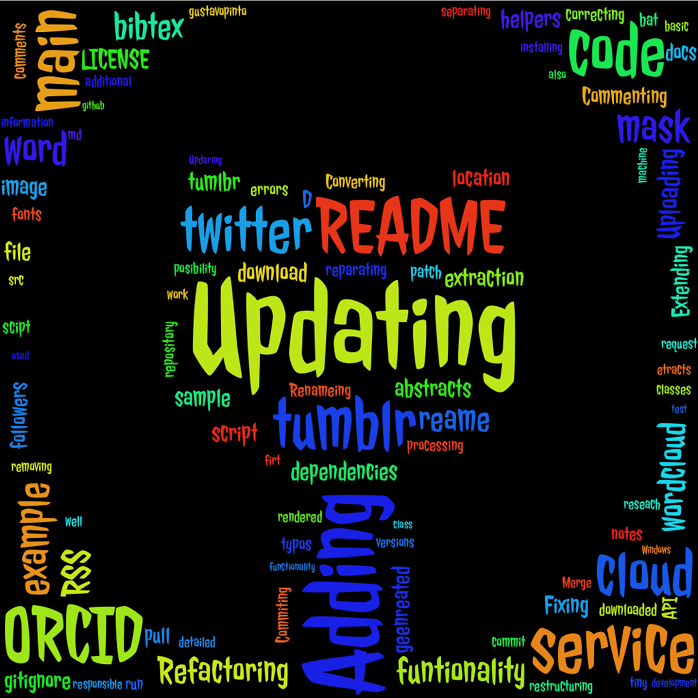 gustavopinto
separating
helpers
correcting
bat
basic
comments
main
bibtex
installing
code
docs
LICENSE
additional
also
github
Commenting
information
md
word
mask
Updaring
machine
Uploading
image
tumlbr
errors
Converting
location
fonts
D
twitter
README
file
src
posibility
download
reparating
patch
extraction
Extending
work
Updating
scipt
repository
request
used
etracts
followers
sample
Renameing
abstracts
classes
test
tumblr
reame
script
processing
wordCloud
firt
removing
dependencies
example
well
rendered
Adding
class
reseach
typos
versions
notes
RSS
functionality
Windows
cloud
Merge
Commiting
geenreated
Fixing
downloaded
API
ORCID
pull
detailed
commit
service
gitignore
responsible
run
Refactoring
funtionality
restructuring
tiny
development